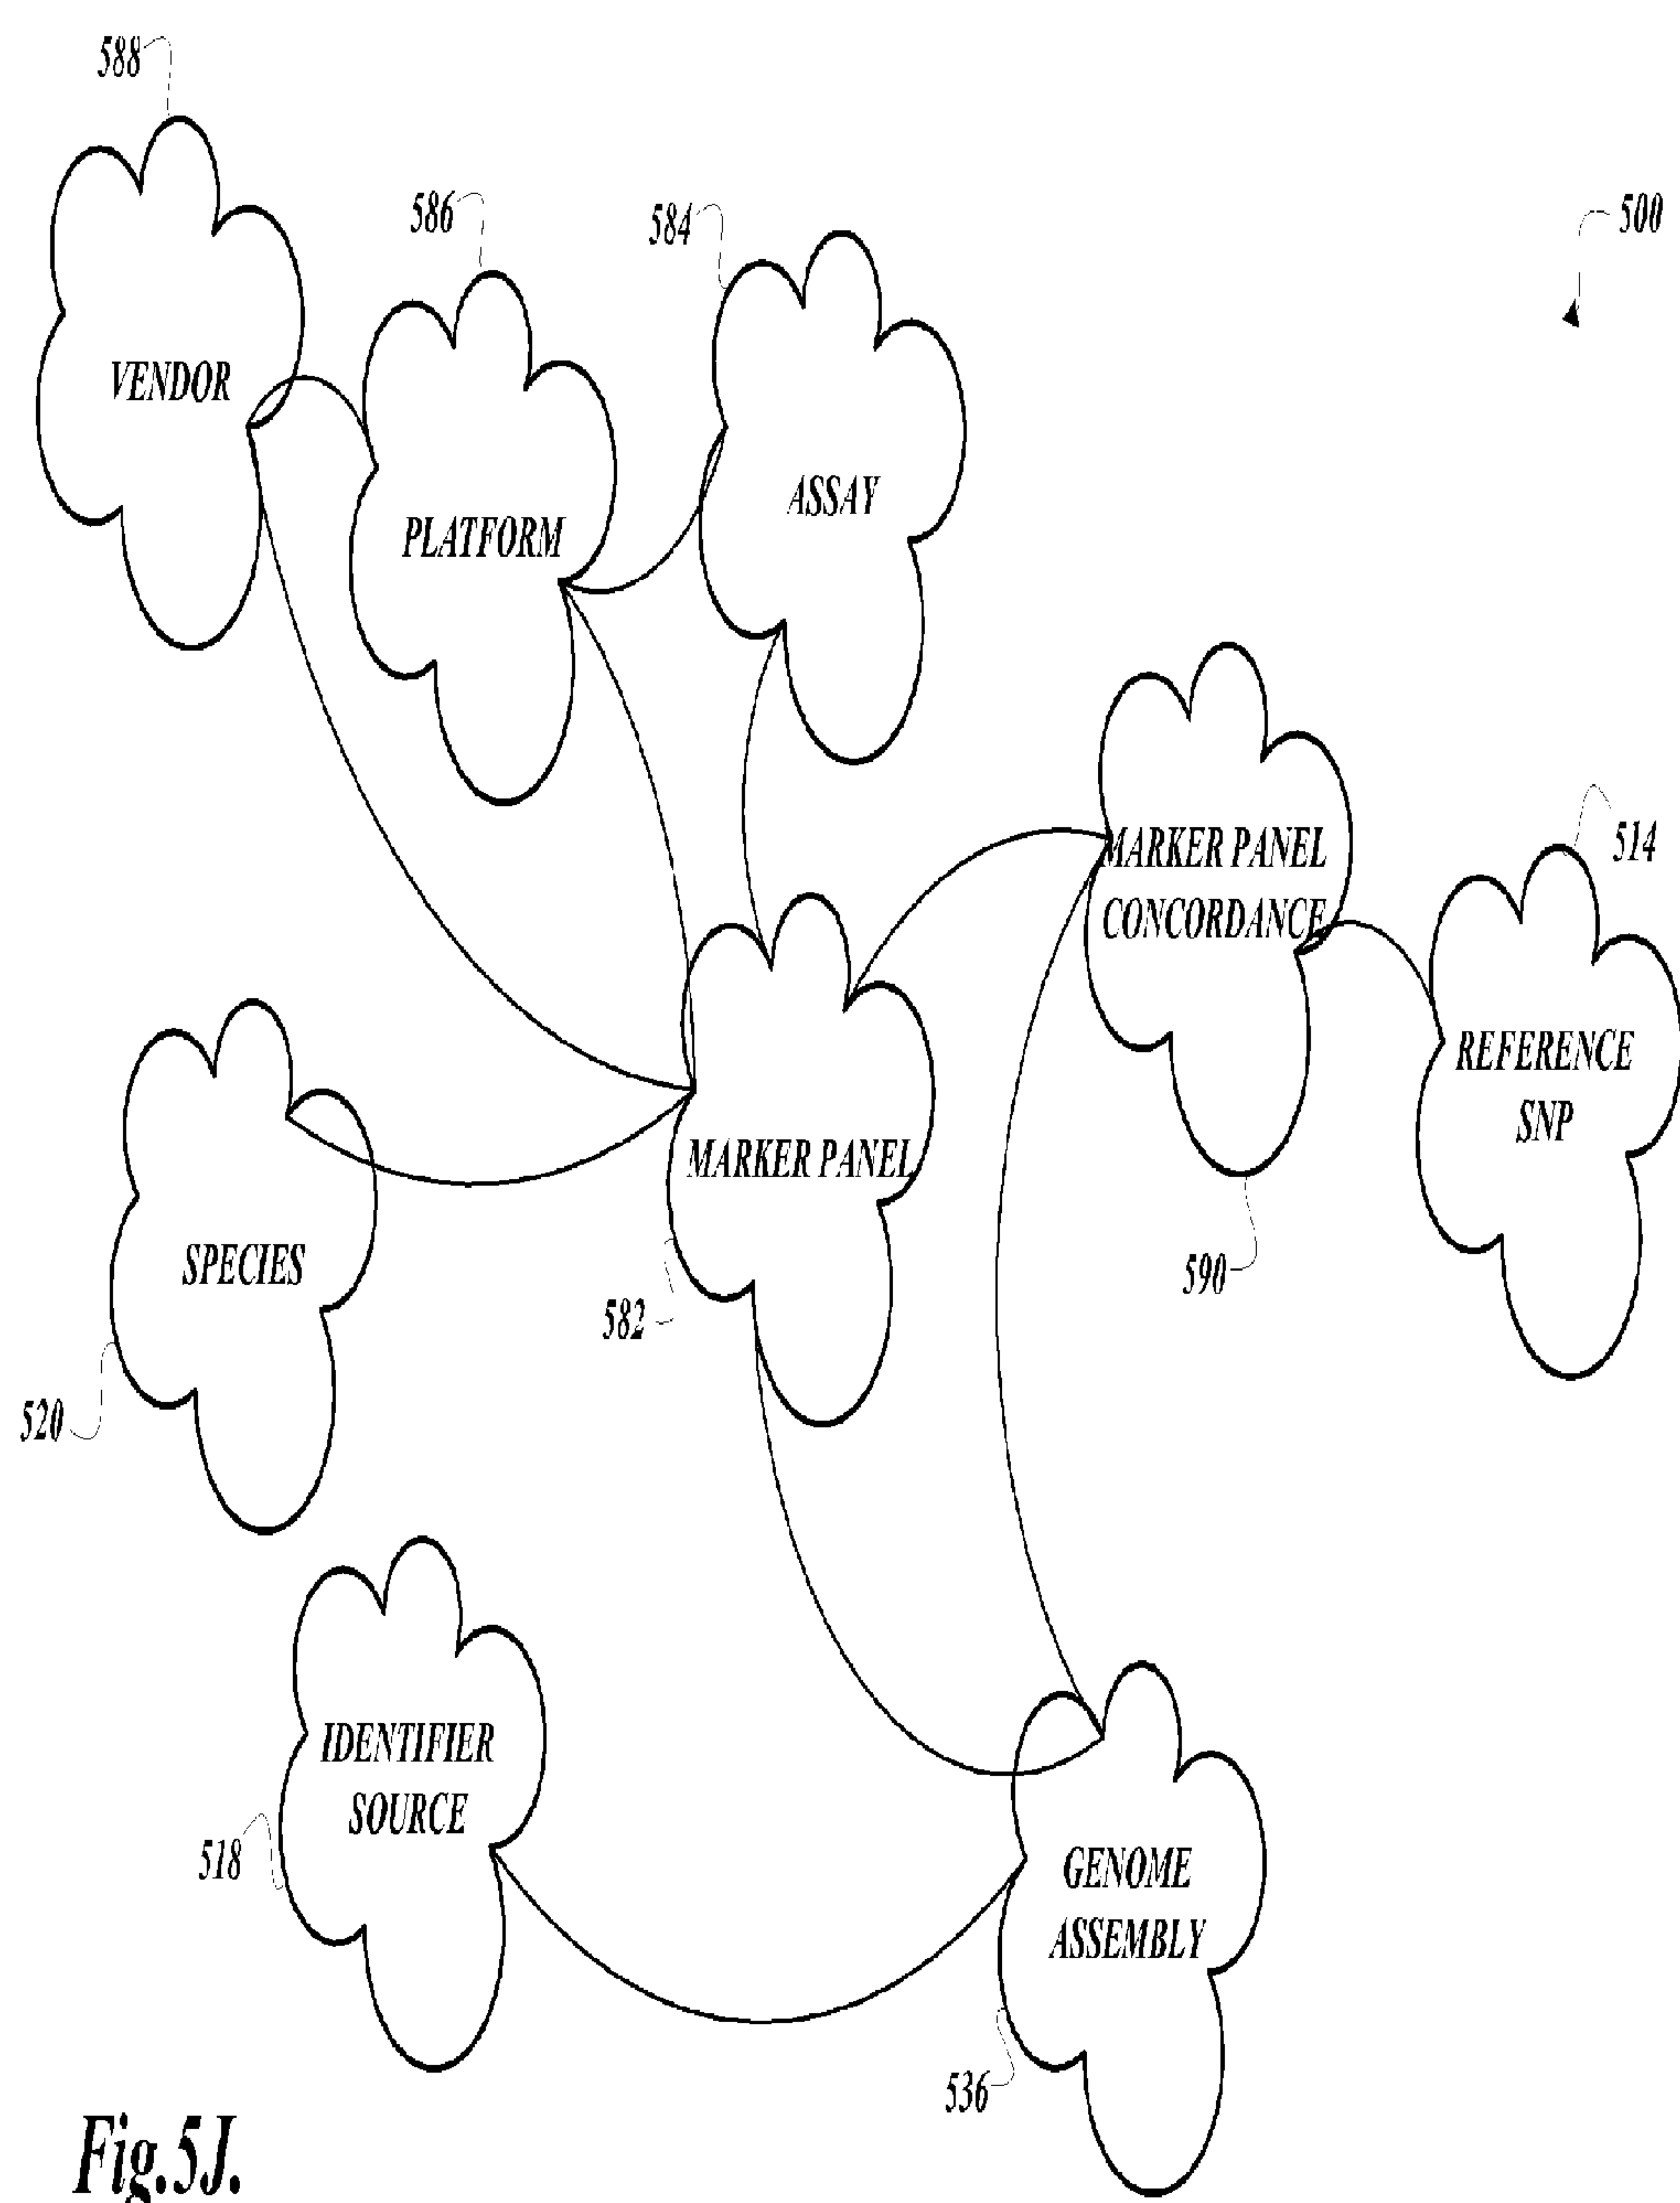 588
586
584
500
VENDOR
PLATFORM
ASSAY
MARKER PANEL
CONCORDANCE
514
REFERENCE
SNP
MARKER PANEL
SPECIES
590
582
520
IDENTIFIER
SOURCE
518
GENOME
ASSEMBLY
536
Fig.5J.